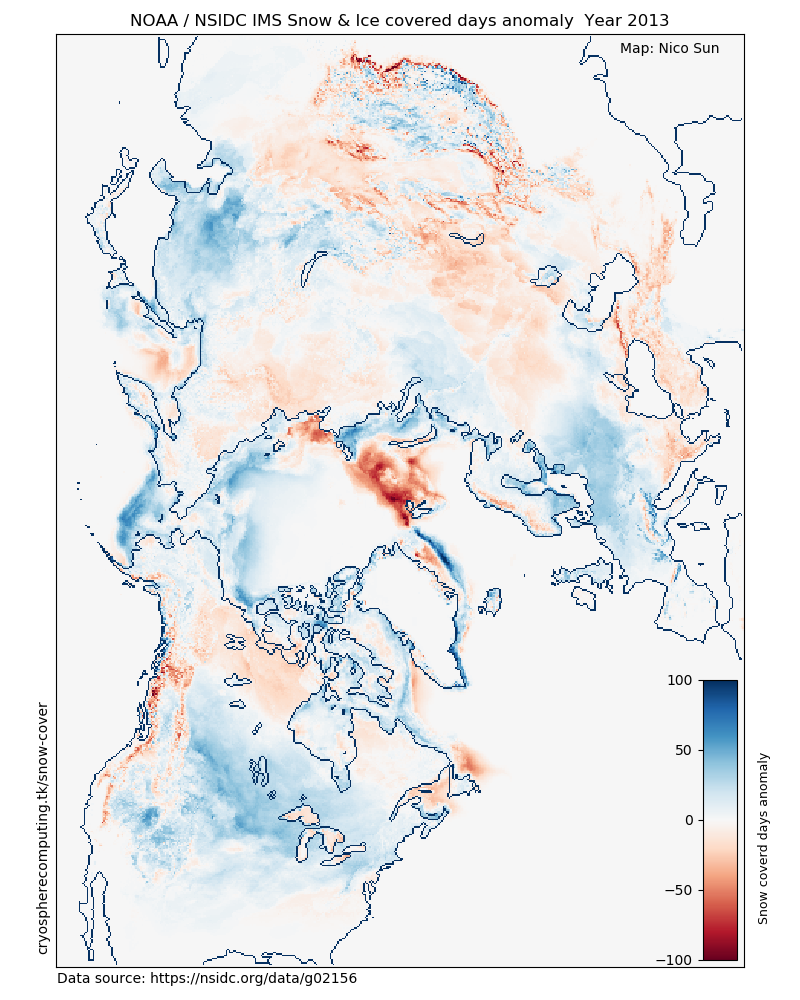 NOAA / NSIDC IMS Snow & Ice covered days anomaly  Year 2013
Map: Nico Sun
100
50
0
−50
−100
Snow coverd days anomaly
cryospherecomputing.tk/snow-cover
Data source: https://nsidc.org/data/g02156